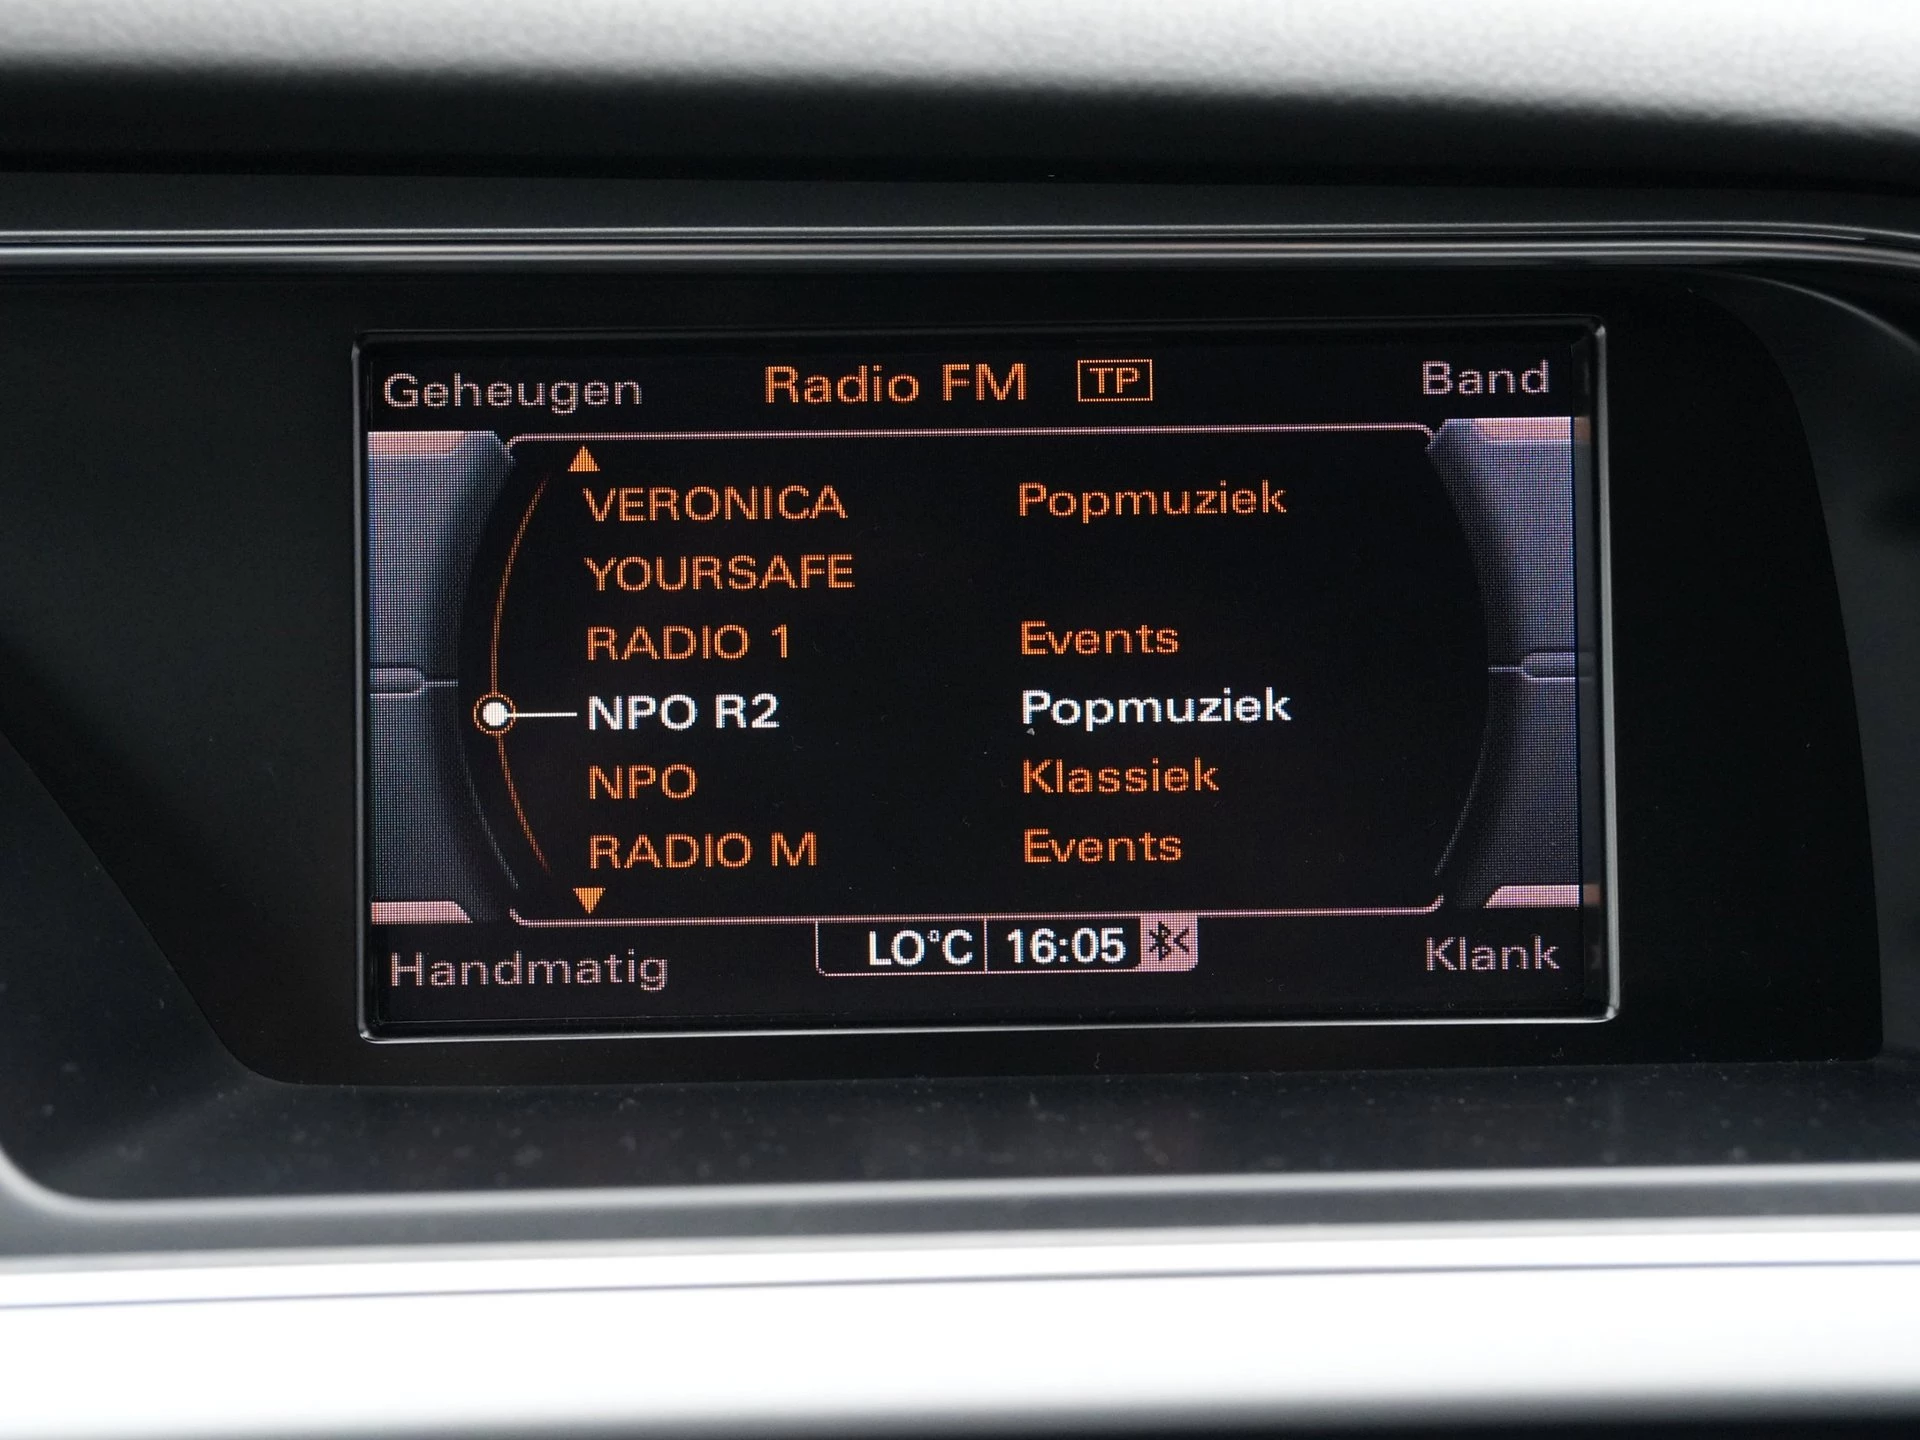 Geheugen Radio FM TP Band
VERONICA Popmuziek
YOURSAFE
RADIO 1 Events
NPO R2 Popmuziek
NPO Klassiek
RADIO M Events
Handmatig LO°C 16:05 Klank